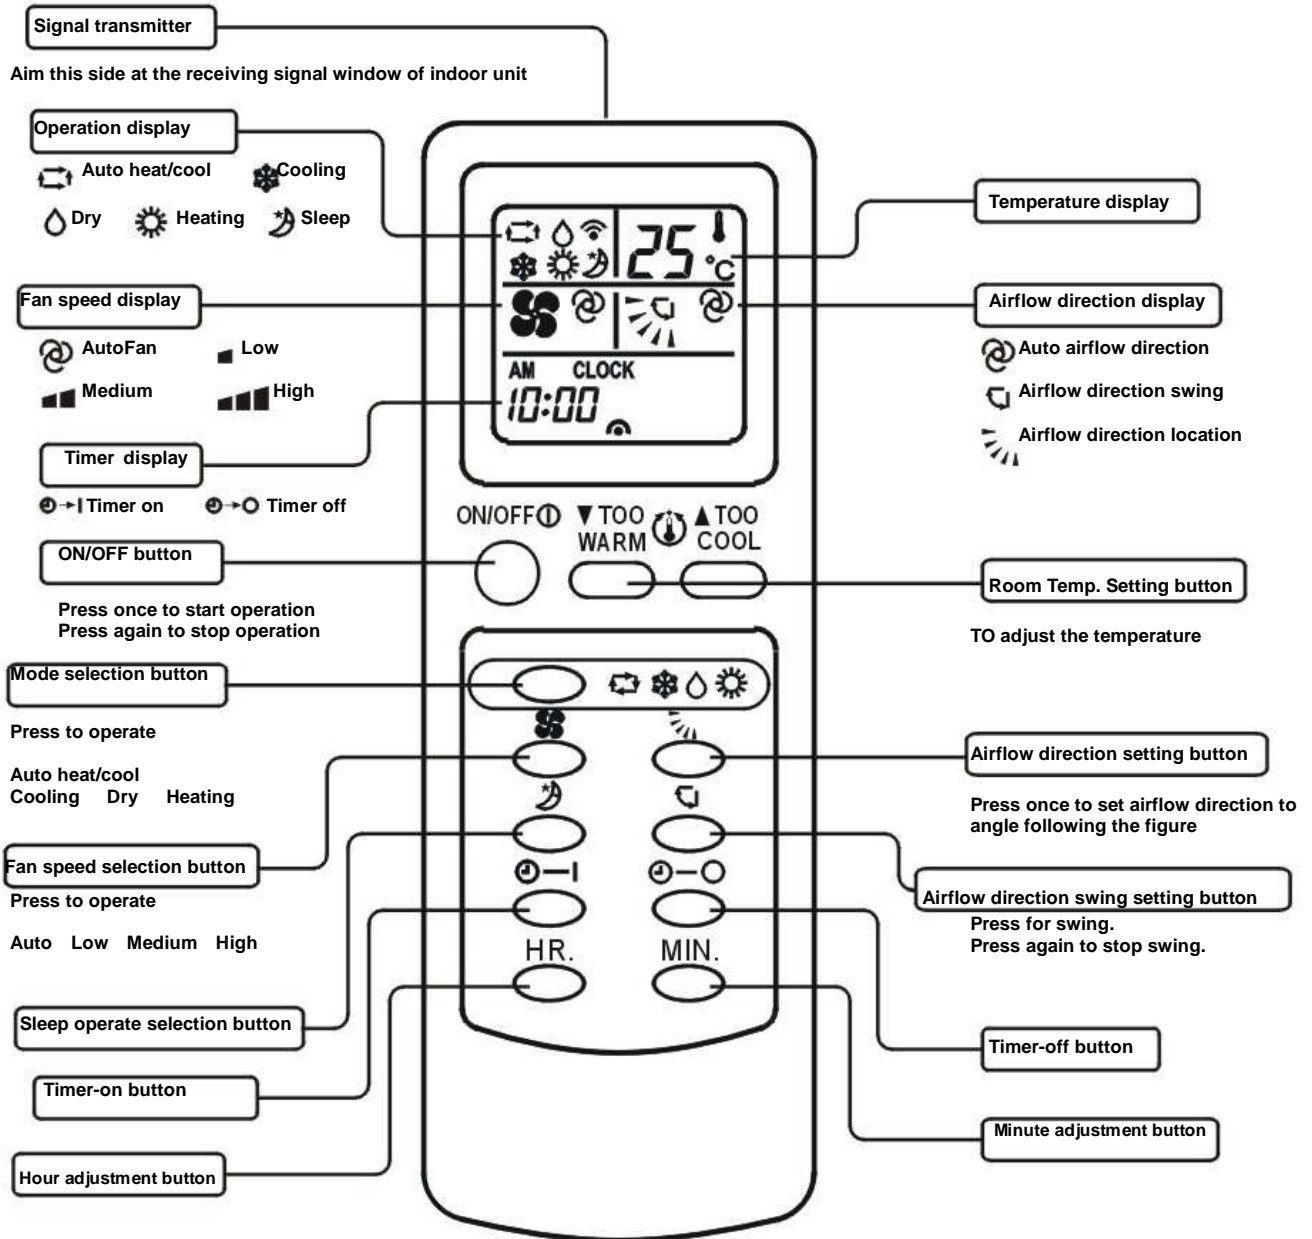 Signal transmitter
Aim this side at the receiving signal window of indoor unit
Operation display
Auto heat/cool Cooling
Dry Heating Sleep
Fan speed display
AutoFan Low
Medium High
Timer display
Timer on Timer off
ON/OFF button
Press once to start operation
Press again to stop operation
Mode selection button
Press to operate
Auto heat/cool
Cooling Dry Heating
Fan speed selection button
Press to operate
Auto Low Medium High
Sleep operate selection button
Timer-on button
Hour adjustment button
25 °C
AM CLOCK
10:00
ON/OFF ▼TOO ▲TOO
WARM COOL
HR. MIN.
Temperature display
Airflow direction display
Auto airflow direction
Airflow direction swing
Airflow direction location
Room Temp. Setting button
TO adjust the temperature
Airflow direction setting button
Press once to set airflow direction to
angle following the figure
Airflow direction swing setting button
Press for swing.
Press again to stop swing.
Timer-off button
Minute adjustment button